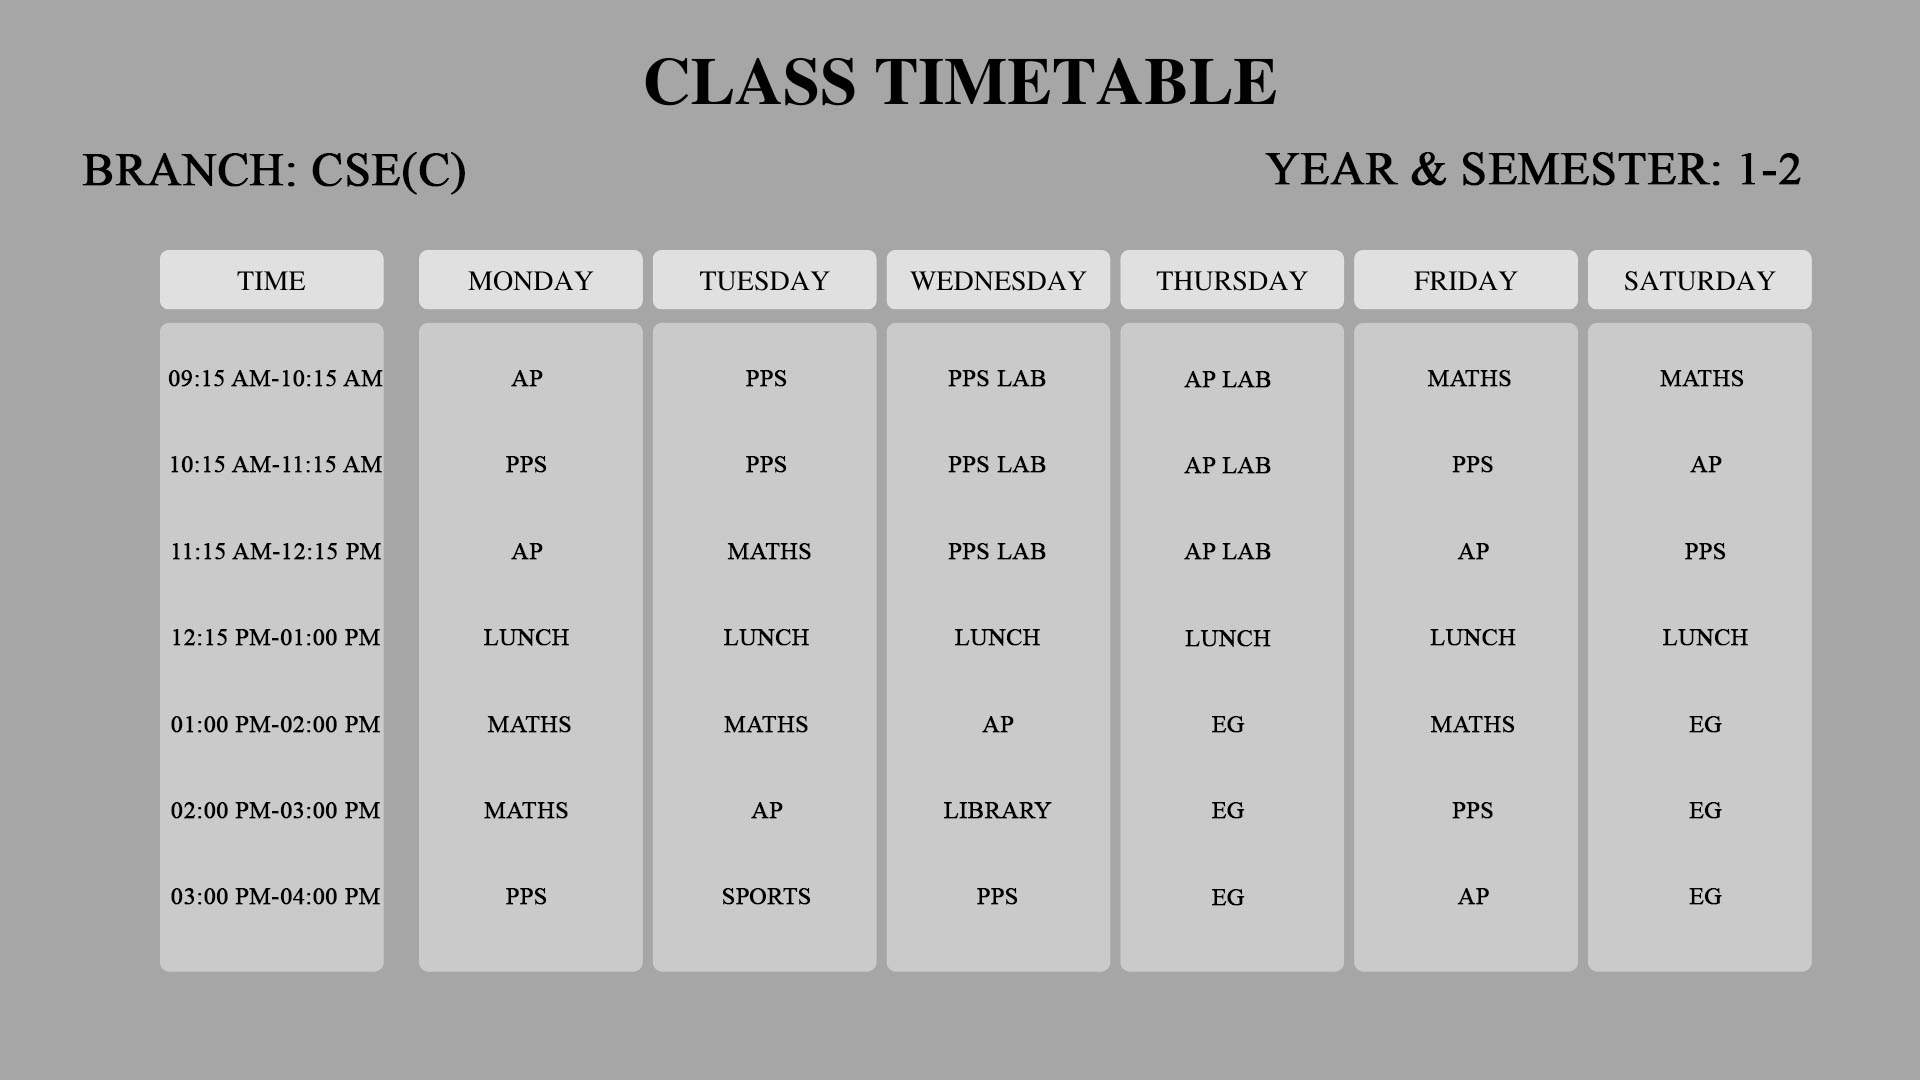 CLASS TIMETABLE
BRANCH: CSE(C) YEAR & SEMESTER: 1-2
TIME MONDAY TUESDAY WEDNESDAY THURSDAY FRIDAY SATURDAY
09:15 AM-10:15 AM AP PPS PPS LAB AP LAB MATHS MATHS
10:15 AM-11:15 AM PPS PPS PPS LAB AP LAB PPS AP
11:15 AM-12:15 PM AP MATHS PPS LAB AP LAB AP PPS
12:15 PM-01:00 PM LUNCH LUNCH LUNCH LUNCH LUNCH LUNCH
01:00 PM-02:00 PM MATHS MATHS AP EG MATHS EG
02:00 PM-03:00 PM MATHS AP LIBRARY EG PPS EG
03:00 PM-04:00 PM PPS SPORTS PPS EG AP EG